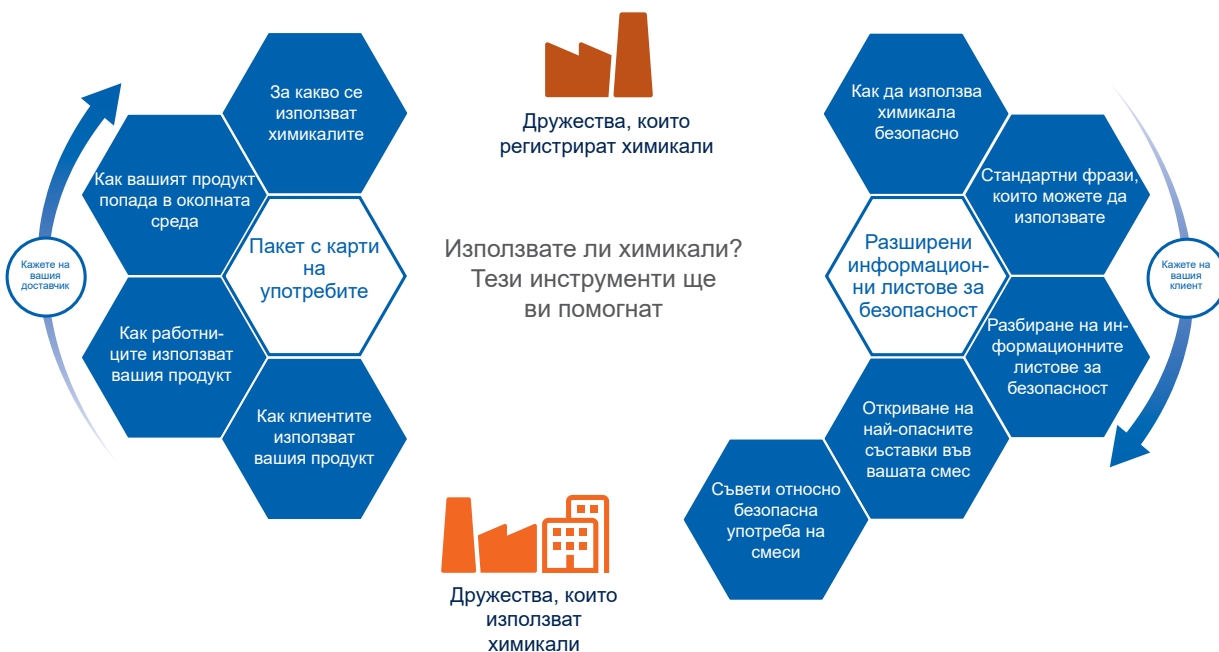 За какво се
използват
химикалите
Как вашият продукт
попада в околната
среда
Пакет с карти
на
употребите
Как работни-
ците използват
вашия продукт
Как клиентите
използват
вашия продукт
Кажете на
вашия
доставчик
Дружества, които
регистрират химикали
Използвате ли химикали?
Тези инструменти ще
ви помогнат
Дружества, които
използват
химикали
Как да използва
химикала
безопасно
Стандартни фрази,
които можете да
използвате
Разширени
информацион-
ни листове за
безопасност
Разбиране на ин-
формационните
листове за
безопасност
Откриване на
най-опасните
съставки във
вашата смес
Съвети относно
безопасна
употреба на
смеси
Кажете на
вашия
клиент